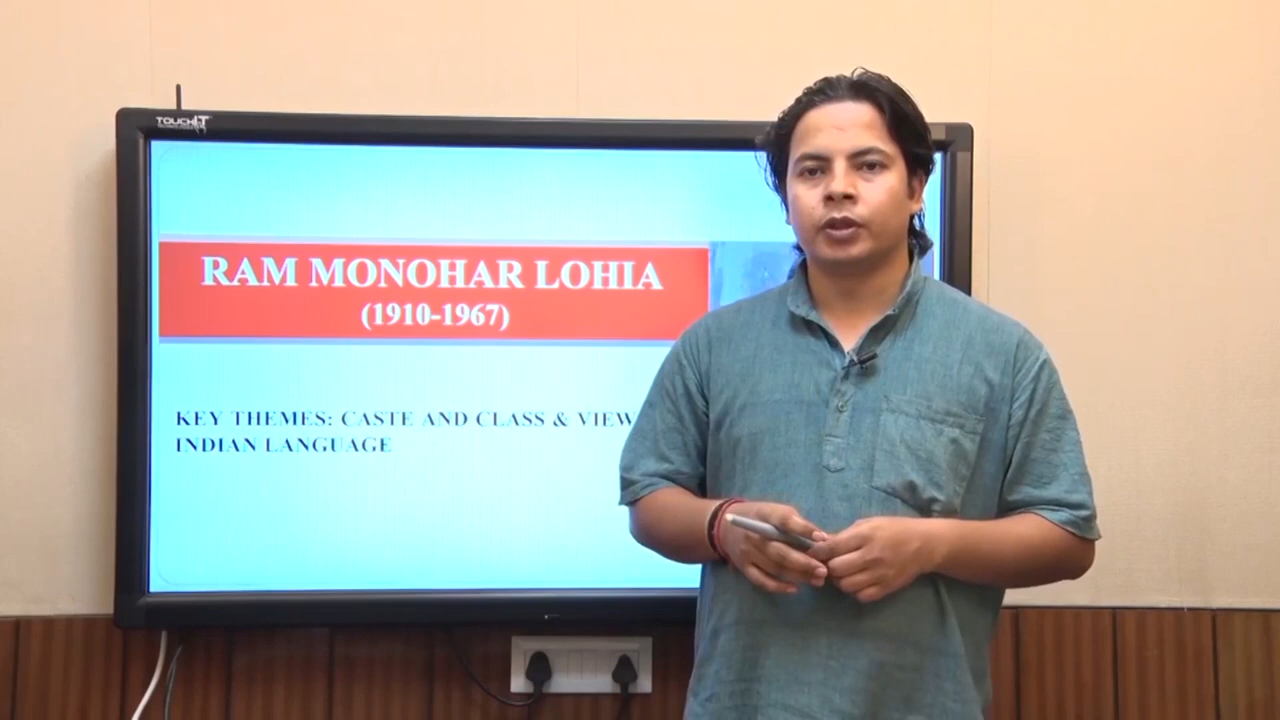 TOUCHIT
RAM MONOHAR LOHIA
(1910-1967)
KEY THEMES: CASTE AND CLASS & VIEW
INDIAN LANGUAGE